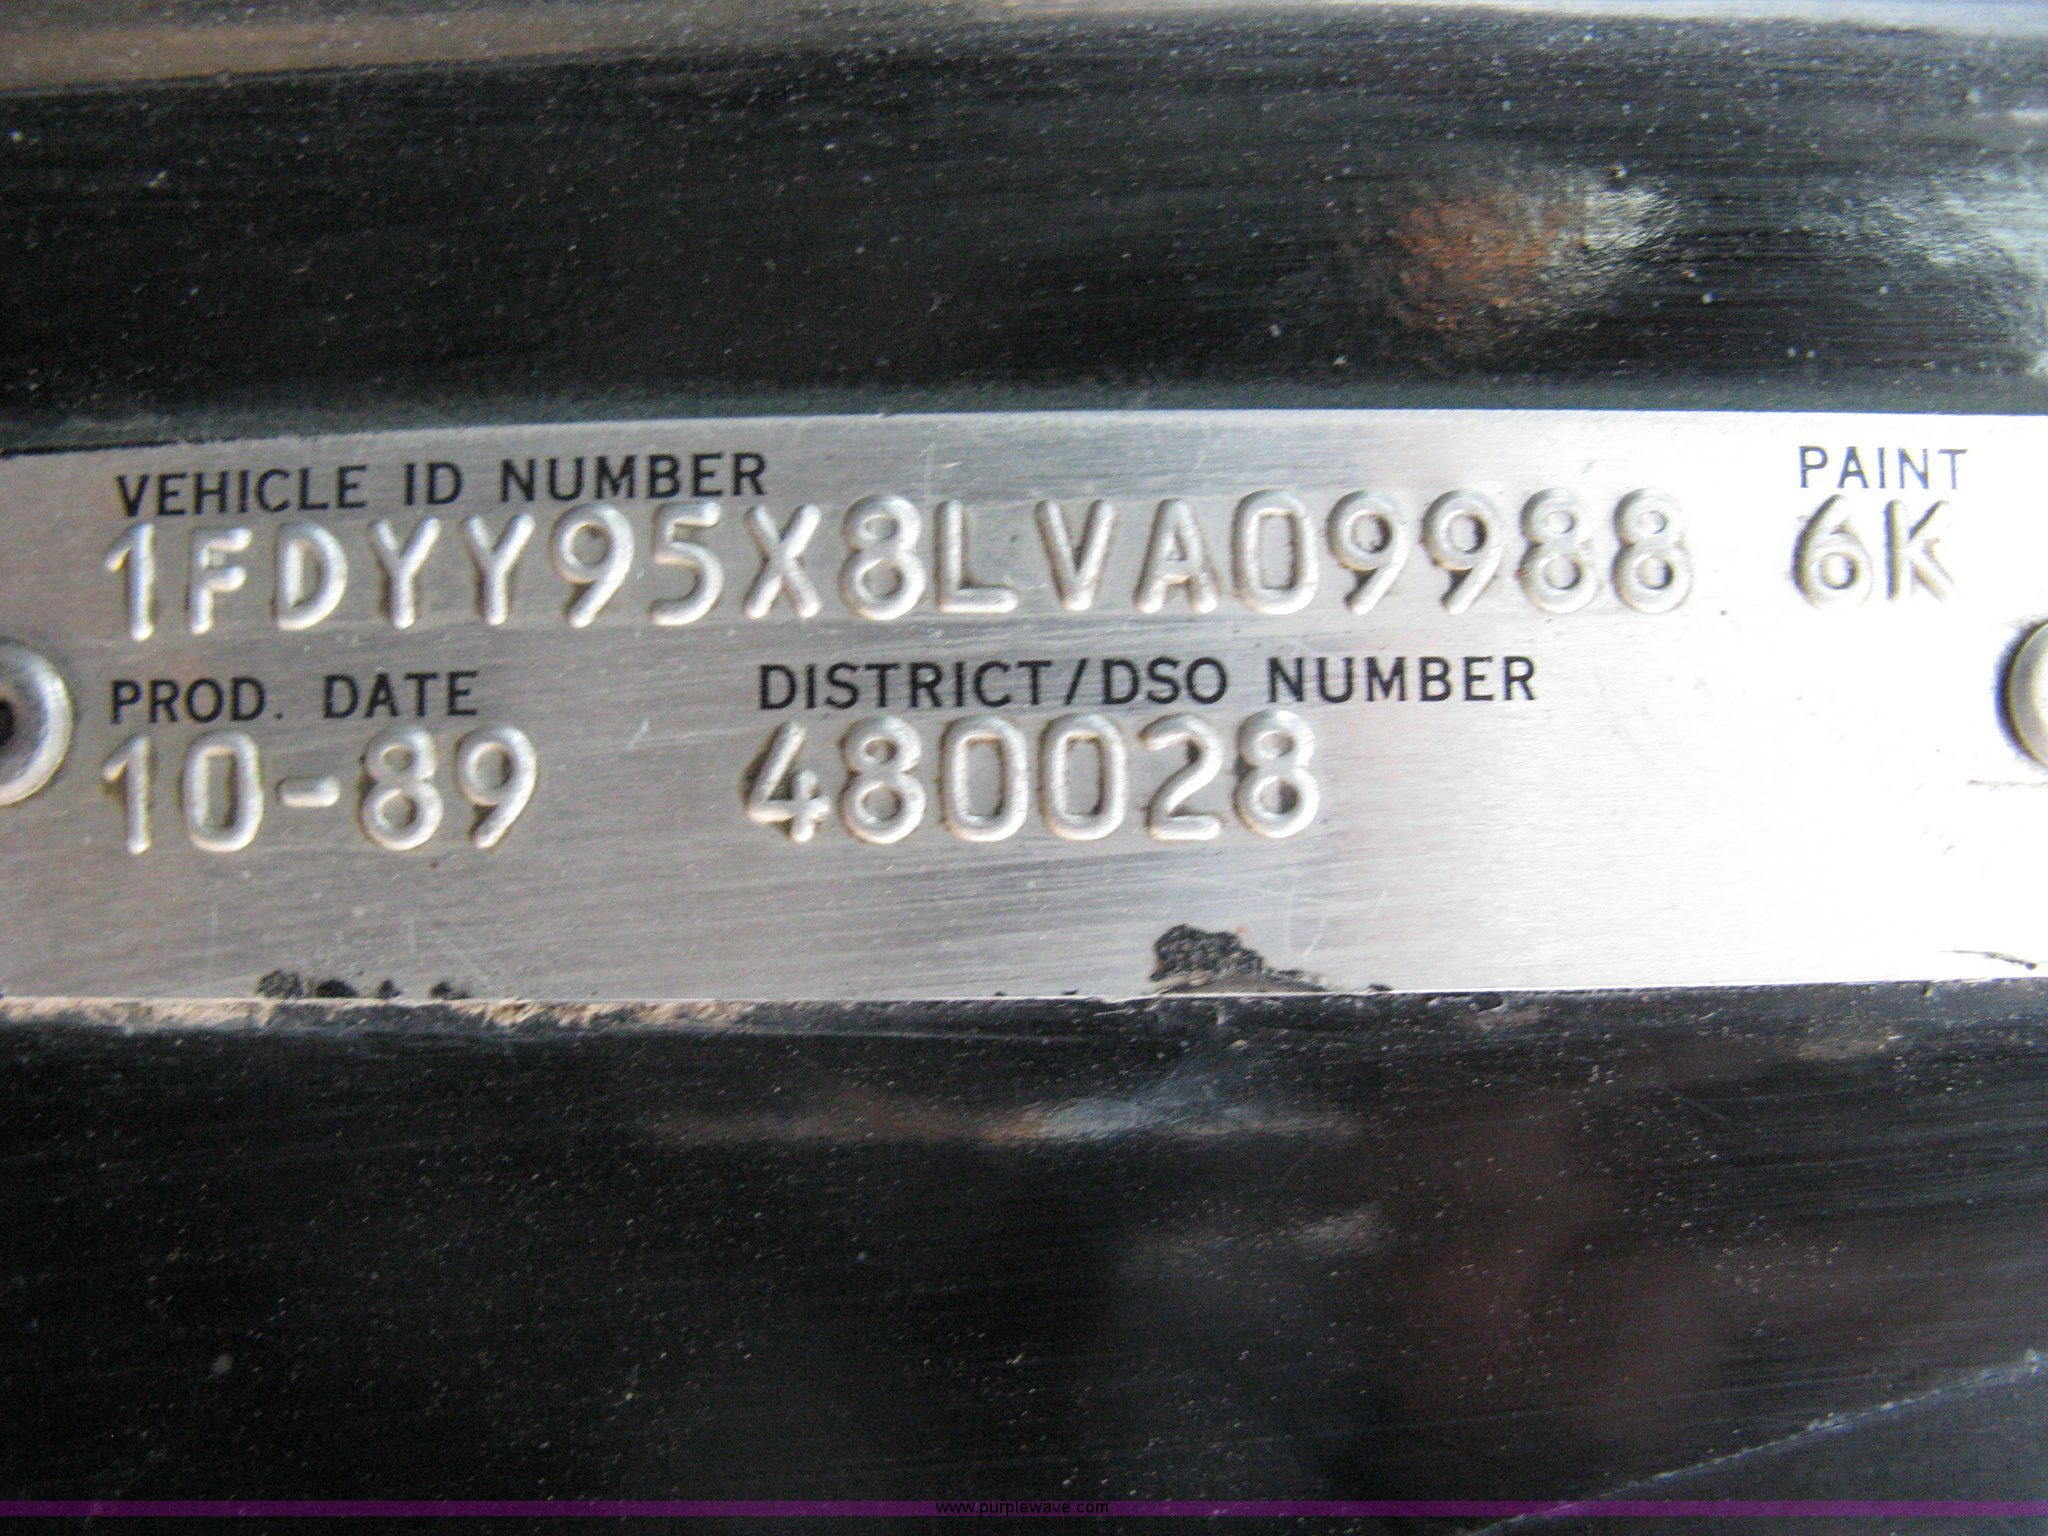 VEHICLE ID NUMBER PAINT
1FDYY95X8LVA09988 6K
PROD. DATE DISTRICT/DSO NUMBER
10-89 480028
www.purplewave.com